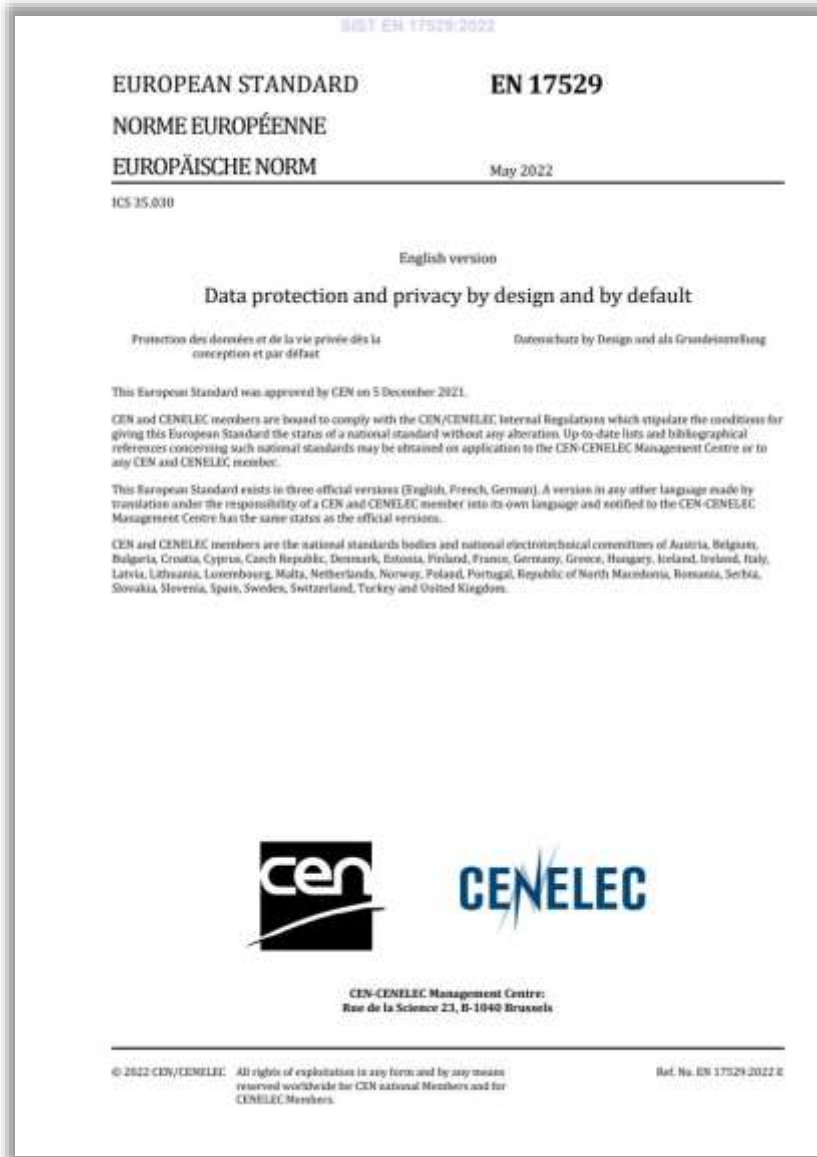 SIST EN 17529:2022
EUROPEAN STANDARD
EN 17529
NORME EUROPÉENNE
EUROPÄISCHE NORM
May 2022
ICS 35.030
English version
Data protection and privacy by design and by default
Protection des données et de la vie privée dès la
conception et par défaut
Datenschutz by Design und als Grundeinstellung
This European Standard was approved by CEN on 5 December 2021.
CEN and CENELEC members are bound to comply with the CEN/CENELEC Internal Regulations which stipulate the conditions for
giving this European Standard the status of a national standard without any alteration. Up-to-date lists and bibliographical
references concerning such national standards may be obtained on application to the CEN-CENELEC Management Centre or to
any CEN and CENELEC member.
This European Standard exists in three official versions (English, French, German). A version in any other language made by
translation under the responsibility of a CEN and CENELEC member into its own language and notified to the CEN-CENELEC
Management Centre has the same status as the official versions.
CEN and CENELEC members are the national standards bodies and national electrotechnical committees of Austria, Belgium,
Bulgaria, Croatia, Cyprus, Czech Republic, Denmark, Estonia, Finland, France, Germany, Greece, Hungary, Iceland, Ireland, Italy,
Latvia, Lithuania, Luxembourg, Malta, Netherlands, Norway, Poland, Portugal, Republic of North Macedonia, Romania, Serbia,
Slovakia, Slovenia, Spain, Sweden, Switzerland, Turkey and United Kingdom.
cen
CENELEC
CEN-CENELEC Management Centre:
Rue de la Science 23, B-1040 Brussels
© 2022 CEN/CENELEC
All rights of exploitation in any form and by any means
reserved worldwide for CEN national Members and for
CENELEC Members.
Ref. No. EN 17529:2022 E